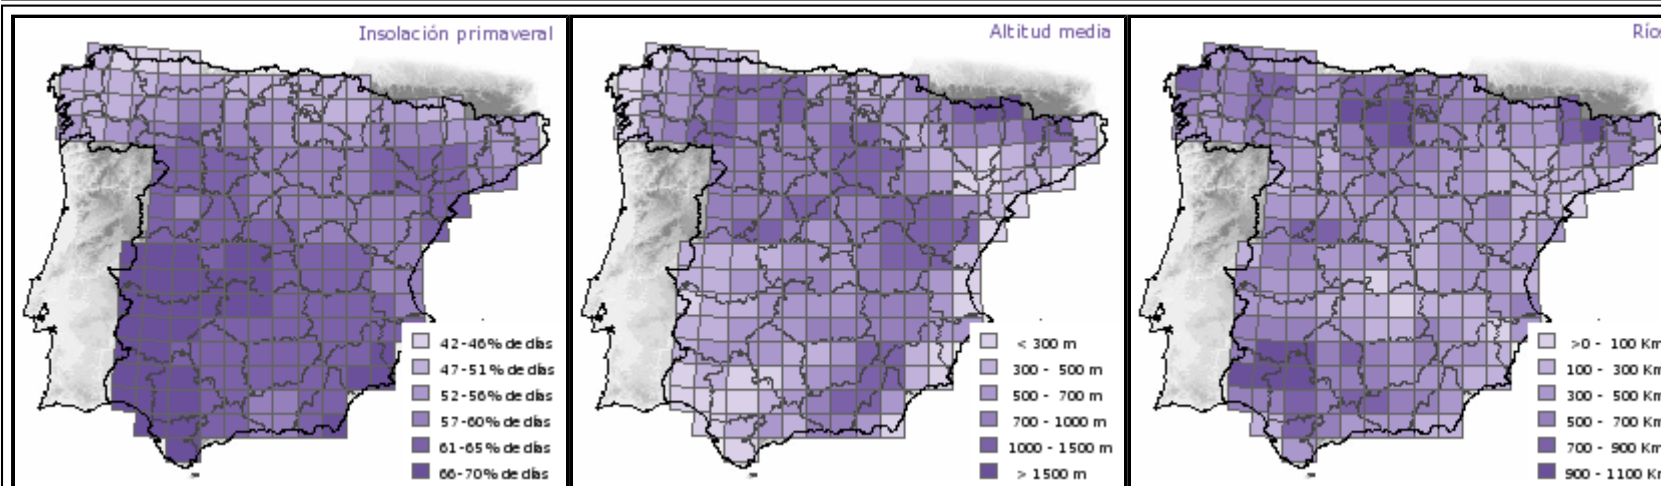 Insolación primaveral
42-46% de días
47-51% de días
52-56% de días
57-60% de días
61-65% de días
66-70% de días
Altitud media
< 300 m
300 - 500 m
500 - 700 m
700 - 1000 m
1000 - 1500 m
> 1500 m
Ríos
>0 - 100 Km
100 - 300 Km
300 - 500 Km
500 - 700 Km
700 - 900 Km
900 - 1100 Km